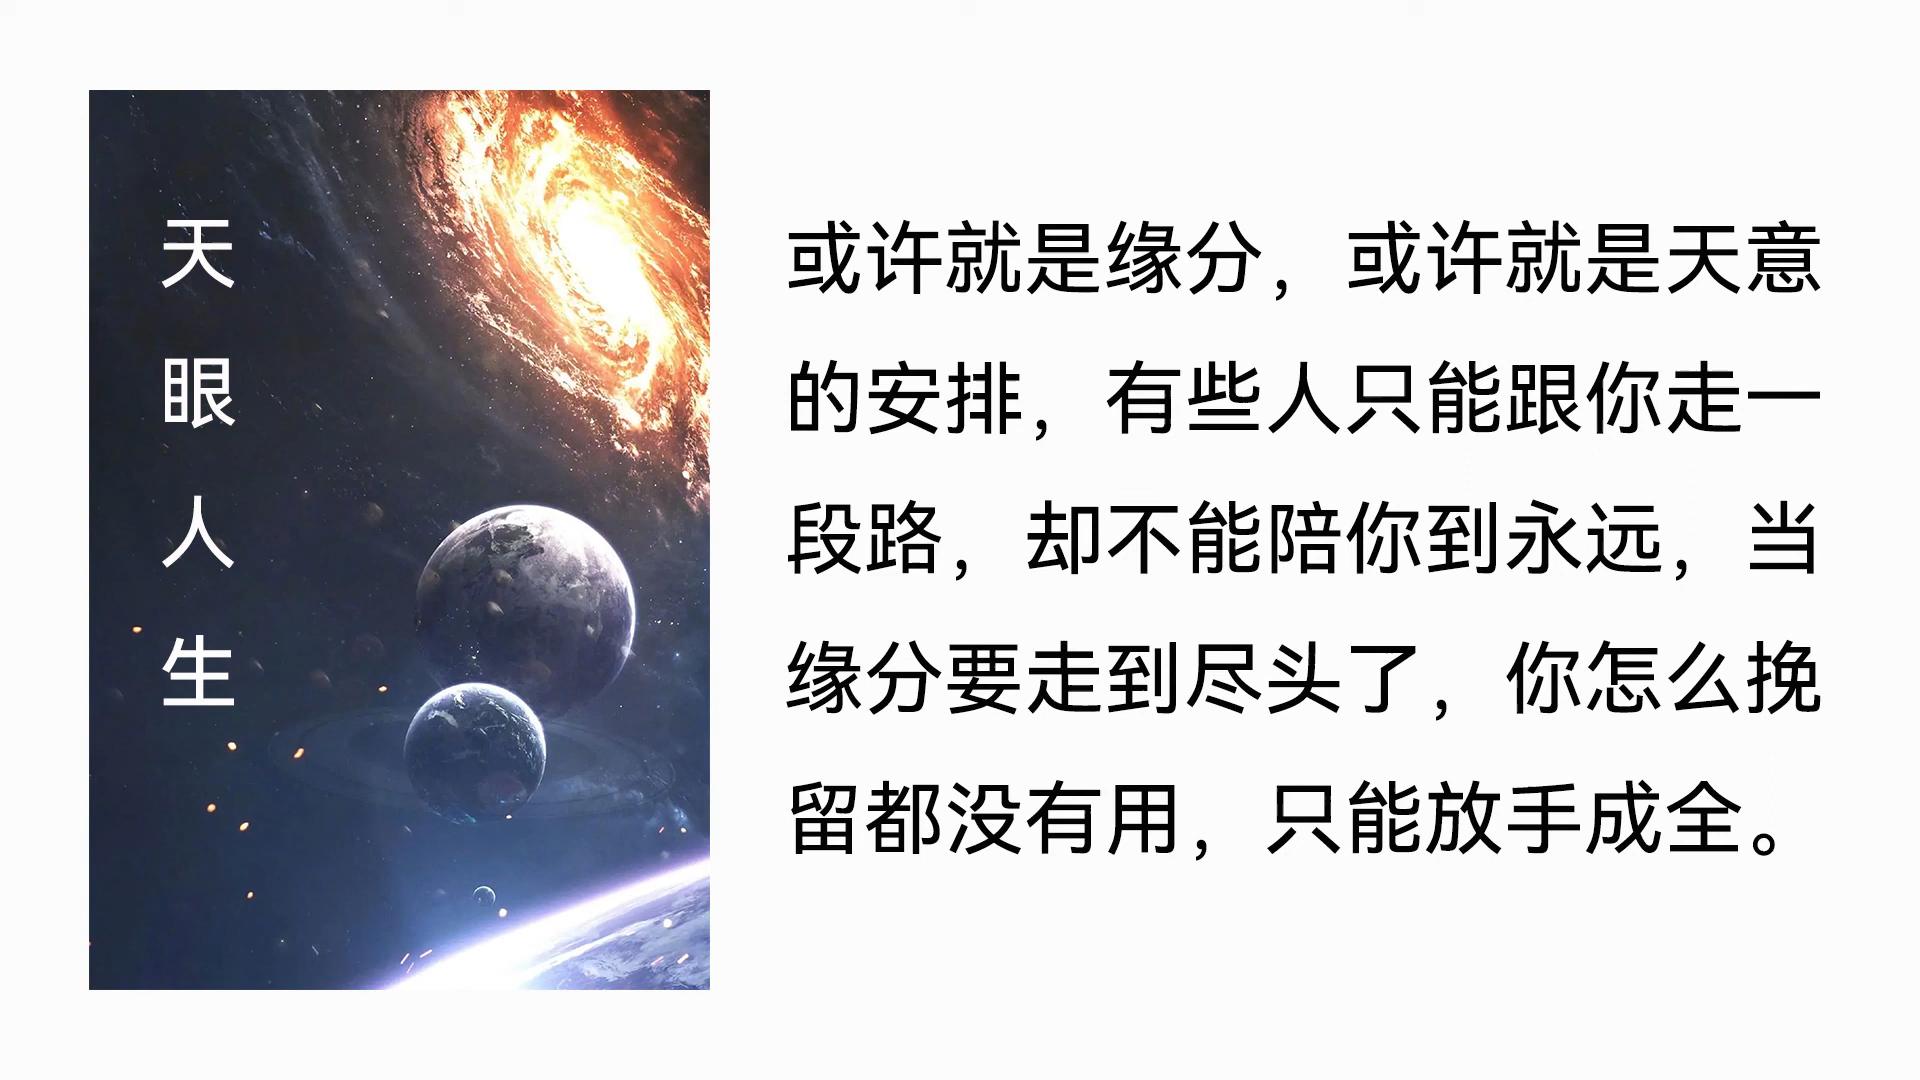 天眼人生
或许就是缘分，或许就是天意
的安排，有些人只能跟你走一
段路，却不能陪你到永远，当
缘分要走到尽头了，你怎么挽
留都没有用，只能放手成全。